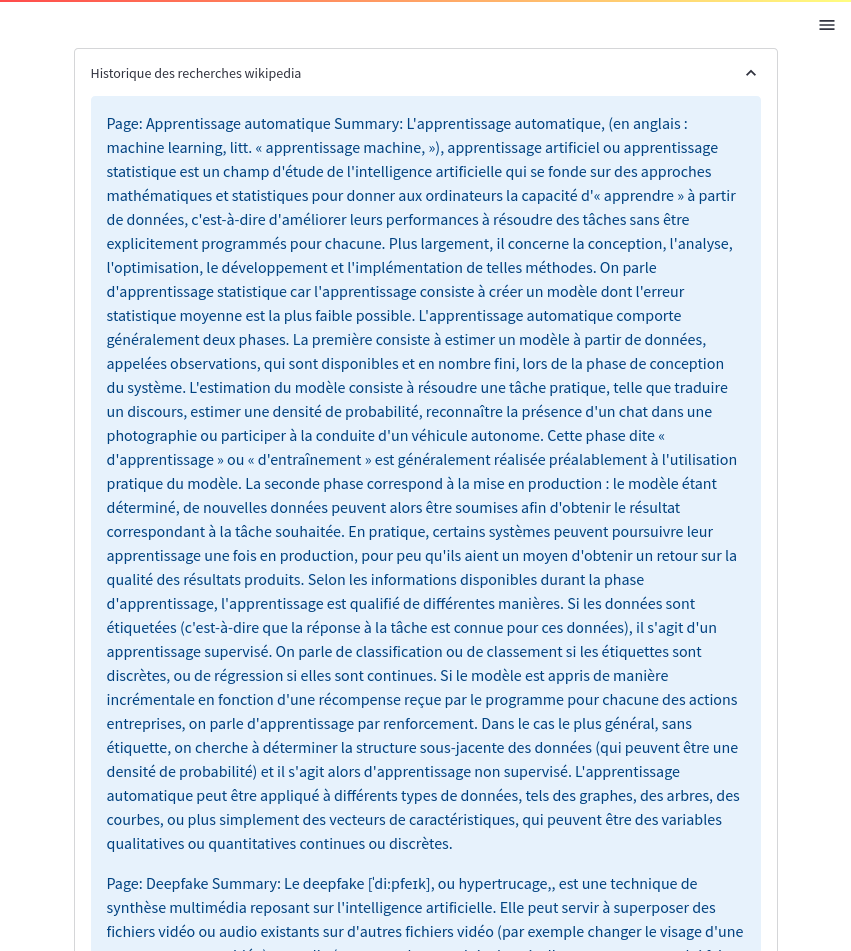 Historique des recherches wikipedia
Page: Apprentissage automatique Summary: L'apprentissage automatique, (en anglais :
machine learning, litt. « apprentissage machine, »), apprentissage artificiel ou apprentissage
statistique est un champ d'étude de l'intelligence artificielle qui se fonde sur des approches
mathématiques et statistiques pour donner aux ordinateurs la capacité d'« apprendre » à partir
de données, c'est-à-dire d'améliorer leurs performances à résoudre des tâches sans être
explicitement programmés pour chacune. Plus largement, il concerne la conception, l'analyse,
l'optimisation, le développement et l'implémentation de telles méthodes. On parle
d'apprentissage statistique car l'apprentissage consiste à créer un modèle dont l'erreur
statistique moyenne est la plus faible possible. L'apprentissage automatique comporte
généralement deux phases. La première consiste à estimer un modèle à partir de données,
appelées observations, qui sont disponibles et en nombre fini, lors de la phase de conception
du système. L'estimation du modèle consiste à résoudre une tâche pratique, telle que traduire
un discours, estimer une densité de probabilité, reconnaître la présence d'un chat dans une
photographie ou participer à la conduite d'un véhicule autonome. Cette phase dite «
d'apprentissage » ou « d'entraînement » est généralement réalisée préalablement à l'utilisation
pratique du modèle. La seconde phase correspond à la mise en production : le modèle étant
déterminé, de nouvelles données peuvent alors être soumises afin d'obtenir le résultat
correspondant à la tâche souhaitée. En pratique, certains systèmes peuvent poursuivre leur
apprentissage une fois en production, pour peu qu'ils aient un moyen d'obtenir un retour sur la
qualité des résultats produits. Selon les informations disponibles durant la phase
d'apprentissage, l'apprentissage est qualifié de différentes manières. Si les données sont
étiquetées (c'est-à-dire que la réponse à la tâche est connue pour ces données), il s'agit d'un
apprentissage supervisé. On parle de classification ou de classement si les étiquettes sont
discrètes, ou de régression si elles sont continues. Si le modèle est appris de manière
incrémentale en fonction d'une récompense reçue par le programme pour chacune des actions
entreprises, on parle d'apprentissage par renforcement. Dans le cas le plus général, sans
étiquette, on cherche à déterminer la structure sous-jacente des données (qui peuvent être une
densité de probabilité) et il s'agit alors d'apprentissage non supervisé. L'apprentissage
automatique peut être appliqué à différents types de données, tels des graphes, des arbres, des
courbes, ou plus simplement des vecteurs de caractéristiques, qui peuvent être des variables
qualitatives ou quantitatives continues ou discrètes.
Page: Deepfake Summary: Le deepfake [ˈdiːpfeɪk], ou hypertrucage,, est une technique de
synthèse multimédia reposant sur l'intelligence artificielle. Elle peut servir à superposer des
fichiers vidéo ou audio existants sur d'autres fichiers vidéo (par exemple changer le visage d'une